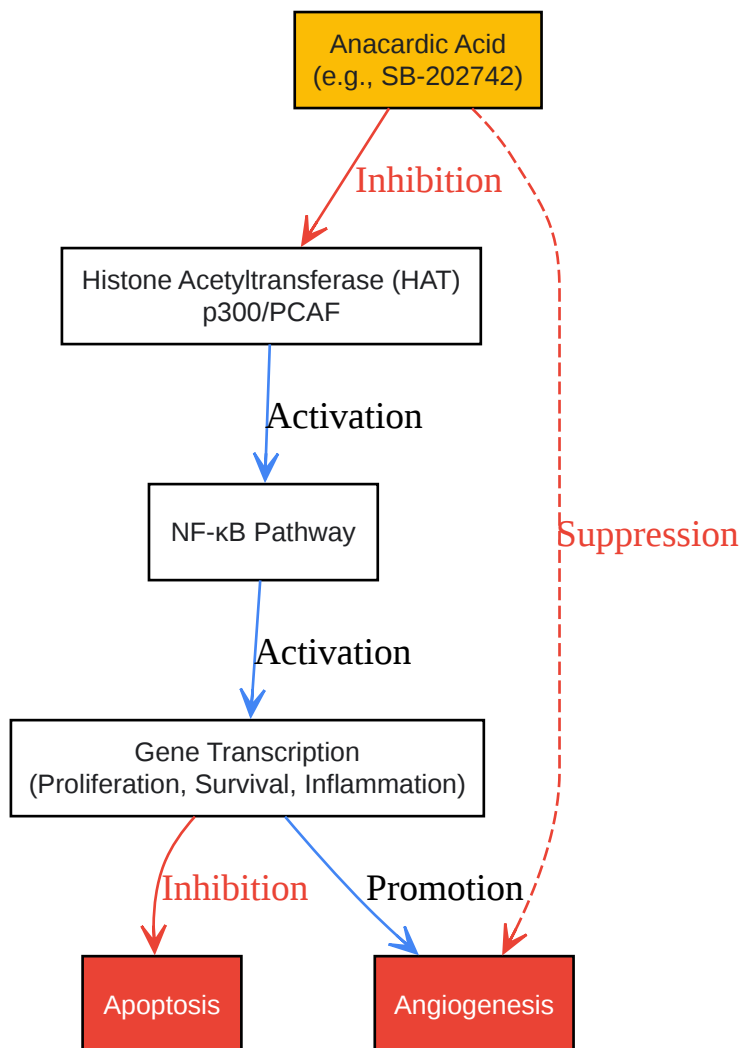 Anacardic Acid
(e.g., SB-202742)
Inhibition
Histone Acetyltransferase (HAT)
p300/PCAF
Activation
NF-κB Pathway
Suppression
Activation
Gene Transcription
(Proliferation, Survival, Inflammation)
Inhibition
Promotion
Apoptosis
Angiogenesis